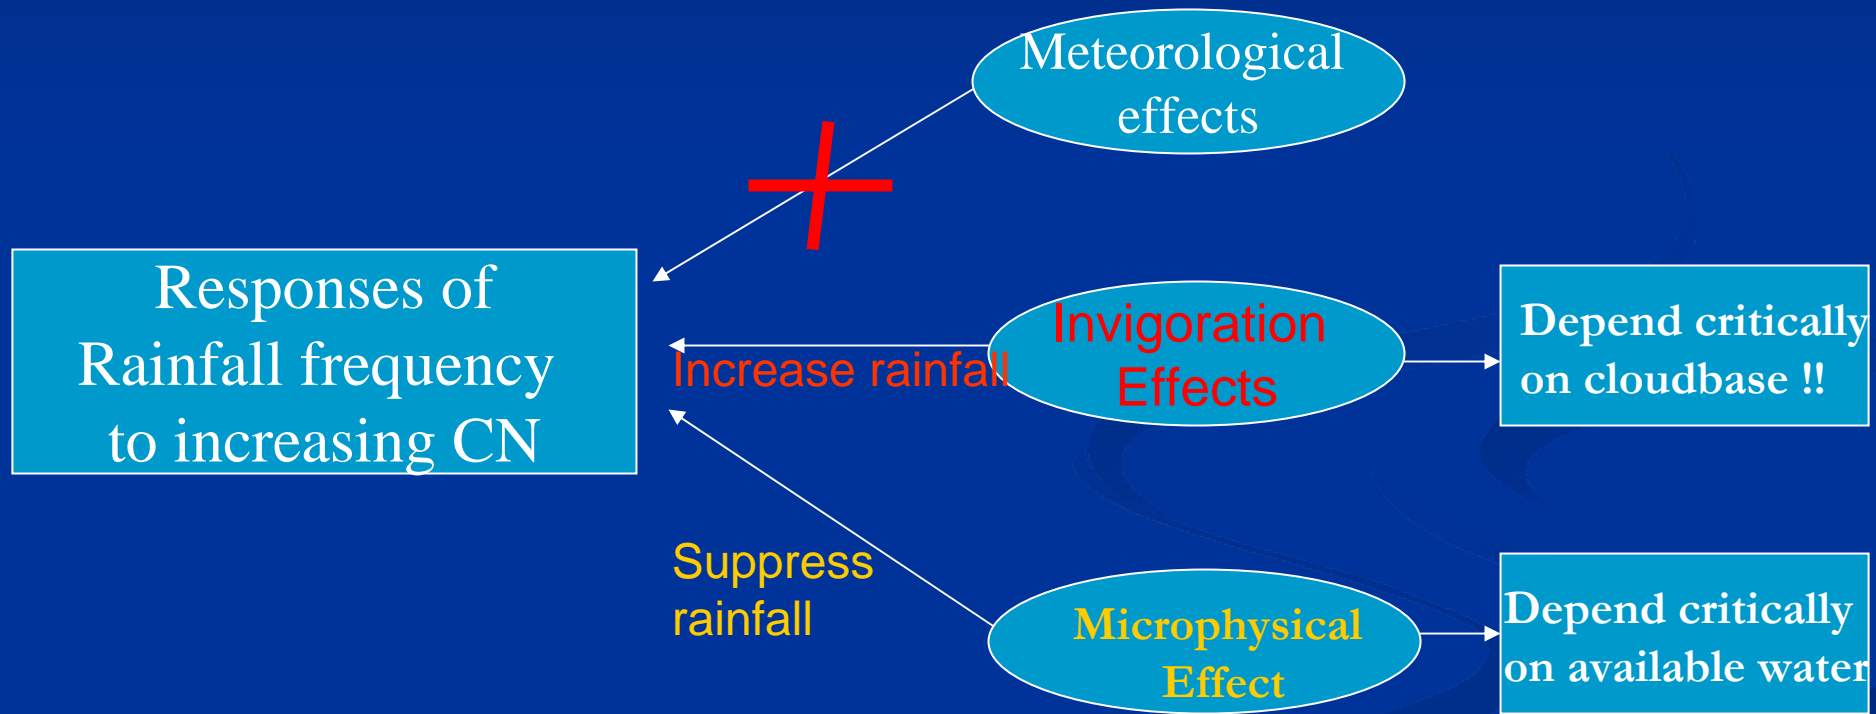 Meteorological
effects
Responses of
Rainfall frequency
to increasing CN
Increase rainfall
Invigoration
Effects
Depend critically
on cloudbase !!
Suppress
rainfall
Microphysical
Effect
Depend critically
on available water